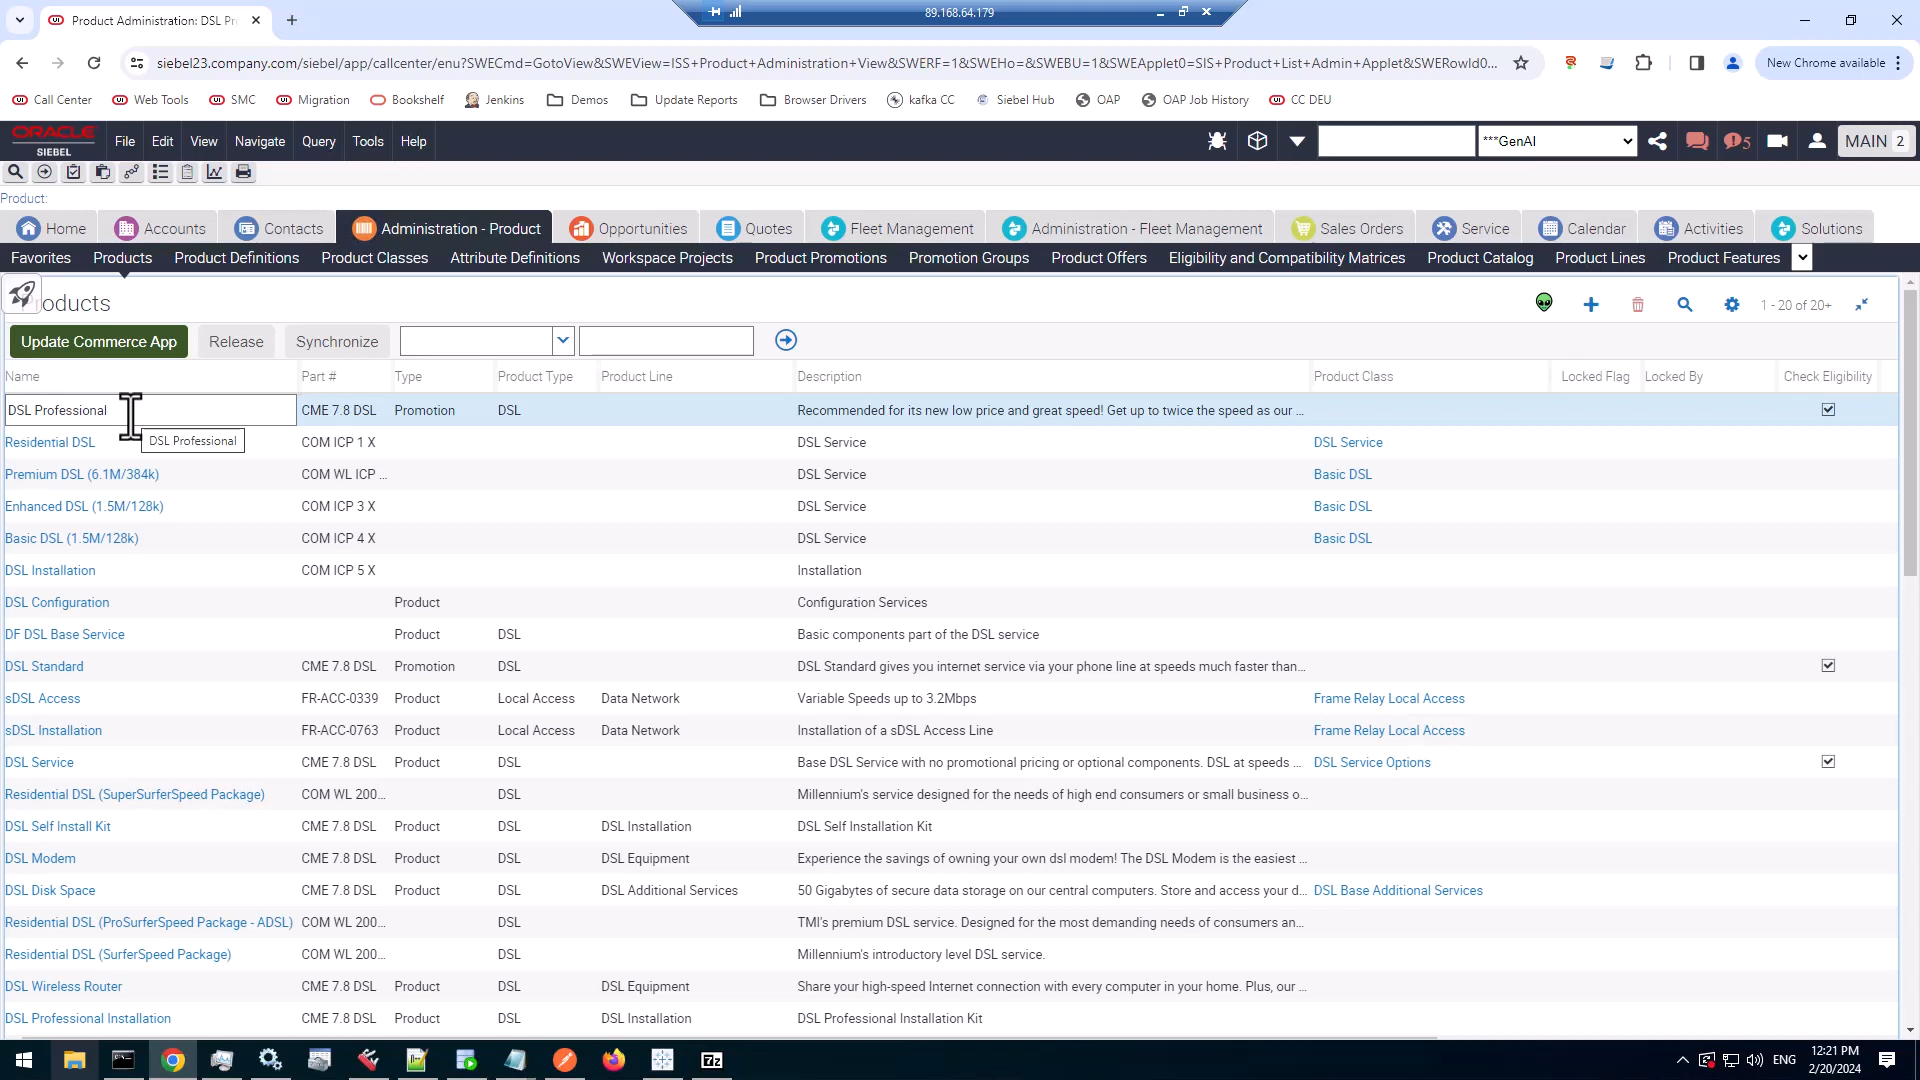 Product Administration: DSL Pr
89.168.64.179
siebel23.company.com/siebel/app/callcenter/enu?SWECmd=GotoView&SWEView=ISS+Product+Administration+View&SWERF=1&SWEHo=&SWEBU=1&SWEApplet0=SIS+Product+List+Admin+Applet&SWERowId0...
New Chrome available
Call Center Web Tools SMC Migration Bookshelf Jenkins Demos Update Reports Browser Drivers kafka CC Siebel Hub OAP OAP Job History CC DEU
ORACLE
SIEBEL
File Edit View Navigate Query Tools Help ***GenAI 5 MAIN 2
Product:
Home Accounts Contacts Administration - Product Opportunities Quotes Fleet Management Administration - Fleet Management Sales Orders Service Calendar Activities Solutions
Favorites Products Product Definitions Product Classes Attribute Definitions Workspace Projects Product Promotions Promotion Groups Product Offers Eligibility and Compatibility Matrices Product Catalog Product Lines Product Features
oducts 1 - 20 of 20+
Update Commerce App Release Synchronize
Name Part # Type Product Type Product Line Description Product Class Locked Flag Locked By Check Eligibility
DSL Professional CME 7.8 DSL Promotion DSL Recommended for its new low price and great speed! Get up to twice the speed as our ...
DSL Professional
Residential DSL COM ICP 1 X DSL Service DSL Service
Premium DSL (6.1M/384k) COM WL ICP ... DSL Service Basic DSL
Enhanced DSL (1.5M/128k) COM ICP 3 X DSL Service Basic DSL
Basic DSL (1.5M/128k) COM ICP 4 X DSL Service Basic DSL
DSL Installation COM ICP 5 X Installation
DSL Configuration Product Configuration Services
DF DSL Base Service Product DSL Basic components part of the DSL service
DSL Standard CME 7.8 DSL Promotion DSL DSL Standard gives you internet service via your phone line at speeds much faster than...
sDSL Access FR-ACC-0339 Product Local Access Data Network Variable Speeds up to 3.2Mbps Frame Relay Local Access
sDSL Installation FR-ACC-0763 Product Local Access Data Network Installation of a sDSL Access Line Frame Relay Local Access
DSL Service CME 7.8 DSL Product DSL Base DSL Service with no promotional pricing or optional components. DSL at speeds ... DSL Service Options
Residential DSL (SuperSurferSpeed Package) COM WL 200... DSL Millennium's service designed for the needs of high end consumers or small business o...
DSL Self Install Kit CME 7.8 DSL Product DSL DSL Installation DSL Self Installation Kit
DSL Modem CME 7.8 DSL Product DSL DSL Equipment Experience the savings of owning your own dsl modem! The DSL Modem is the easiest ...
DSL Disk Space CME 7.8 DSL Product DSL DSL Additional Services 50 Gigabytes of secure data storage on our central computers. Store and access your d... DSL Base Additional Services
Residential DSL (ProSurferSpeed Package - ADSL) COM WL 200... DSL TMI's premium DSL service. Designed for the most demanding needs of consumers an...
Residential DSL (SurferSpeed Package) COM WL 200... DSL Millennium's introductory level DSL service.
DSL Wireless Router CME 7.8 DSL Product DSL DSL Equipment Share your high-speed Internet connection with every computer in your home. Plus, our ...
DSL Professional Installation CME 7.8 DSL Product DSL DSL Installation DSL Professional Installation Kit
ENG 12:21 PM
2/20/2024